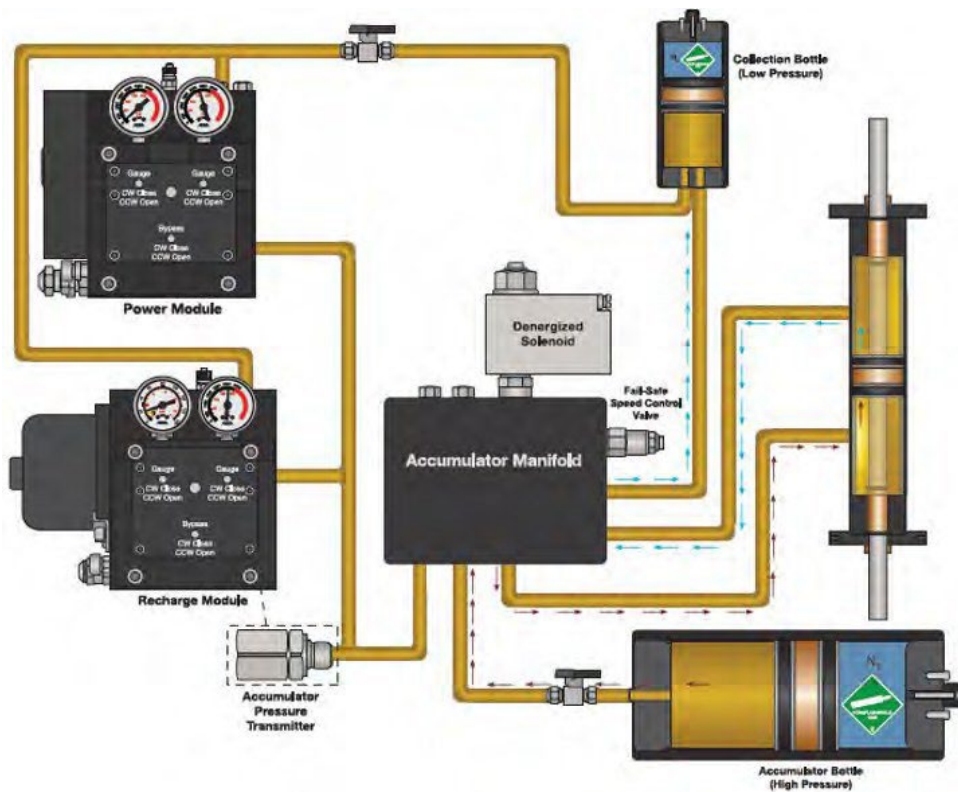 Collection Bottle
(Low Pressure)
Gauge
CW Close
CCW Open
Gauge
CW Close
CCW Open
Bypass
CW Close
CCW Open
Power Module
Denergized
Solenoid
Fail-Safe
Speed Control
Valve
Accumulator Manifold
Gauge
CW Close
CCW Open
Gauge
CW Close
CCW Open
Bypass
CW Close
CCW Open
Recharge Module
Accumulator
Pressure
Transmitter
N₂
Accumulator Bottle
(High Pressure)